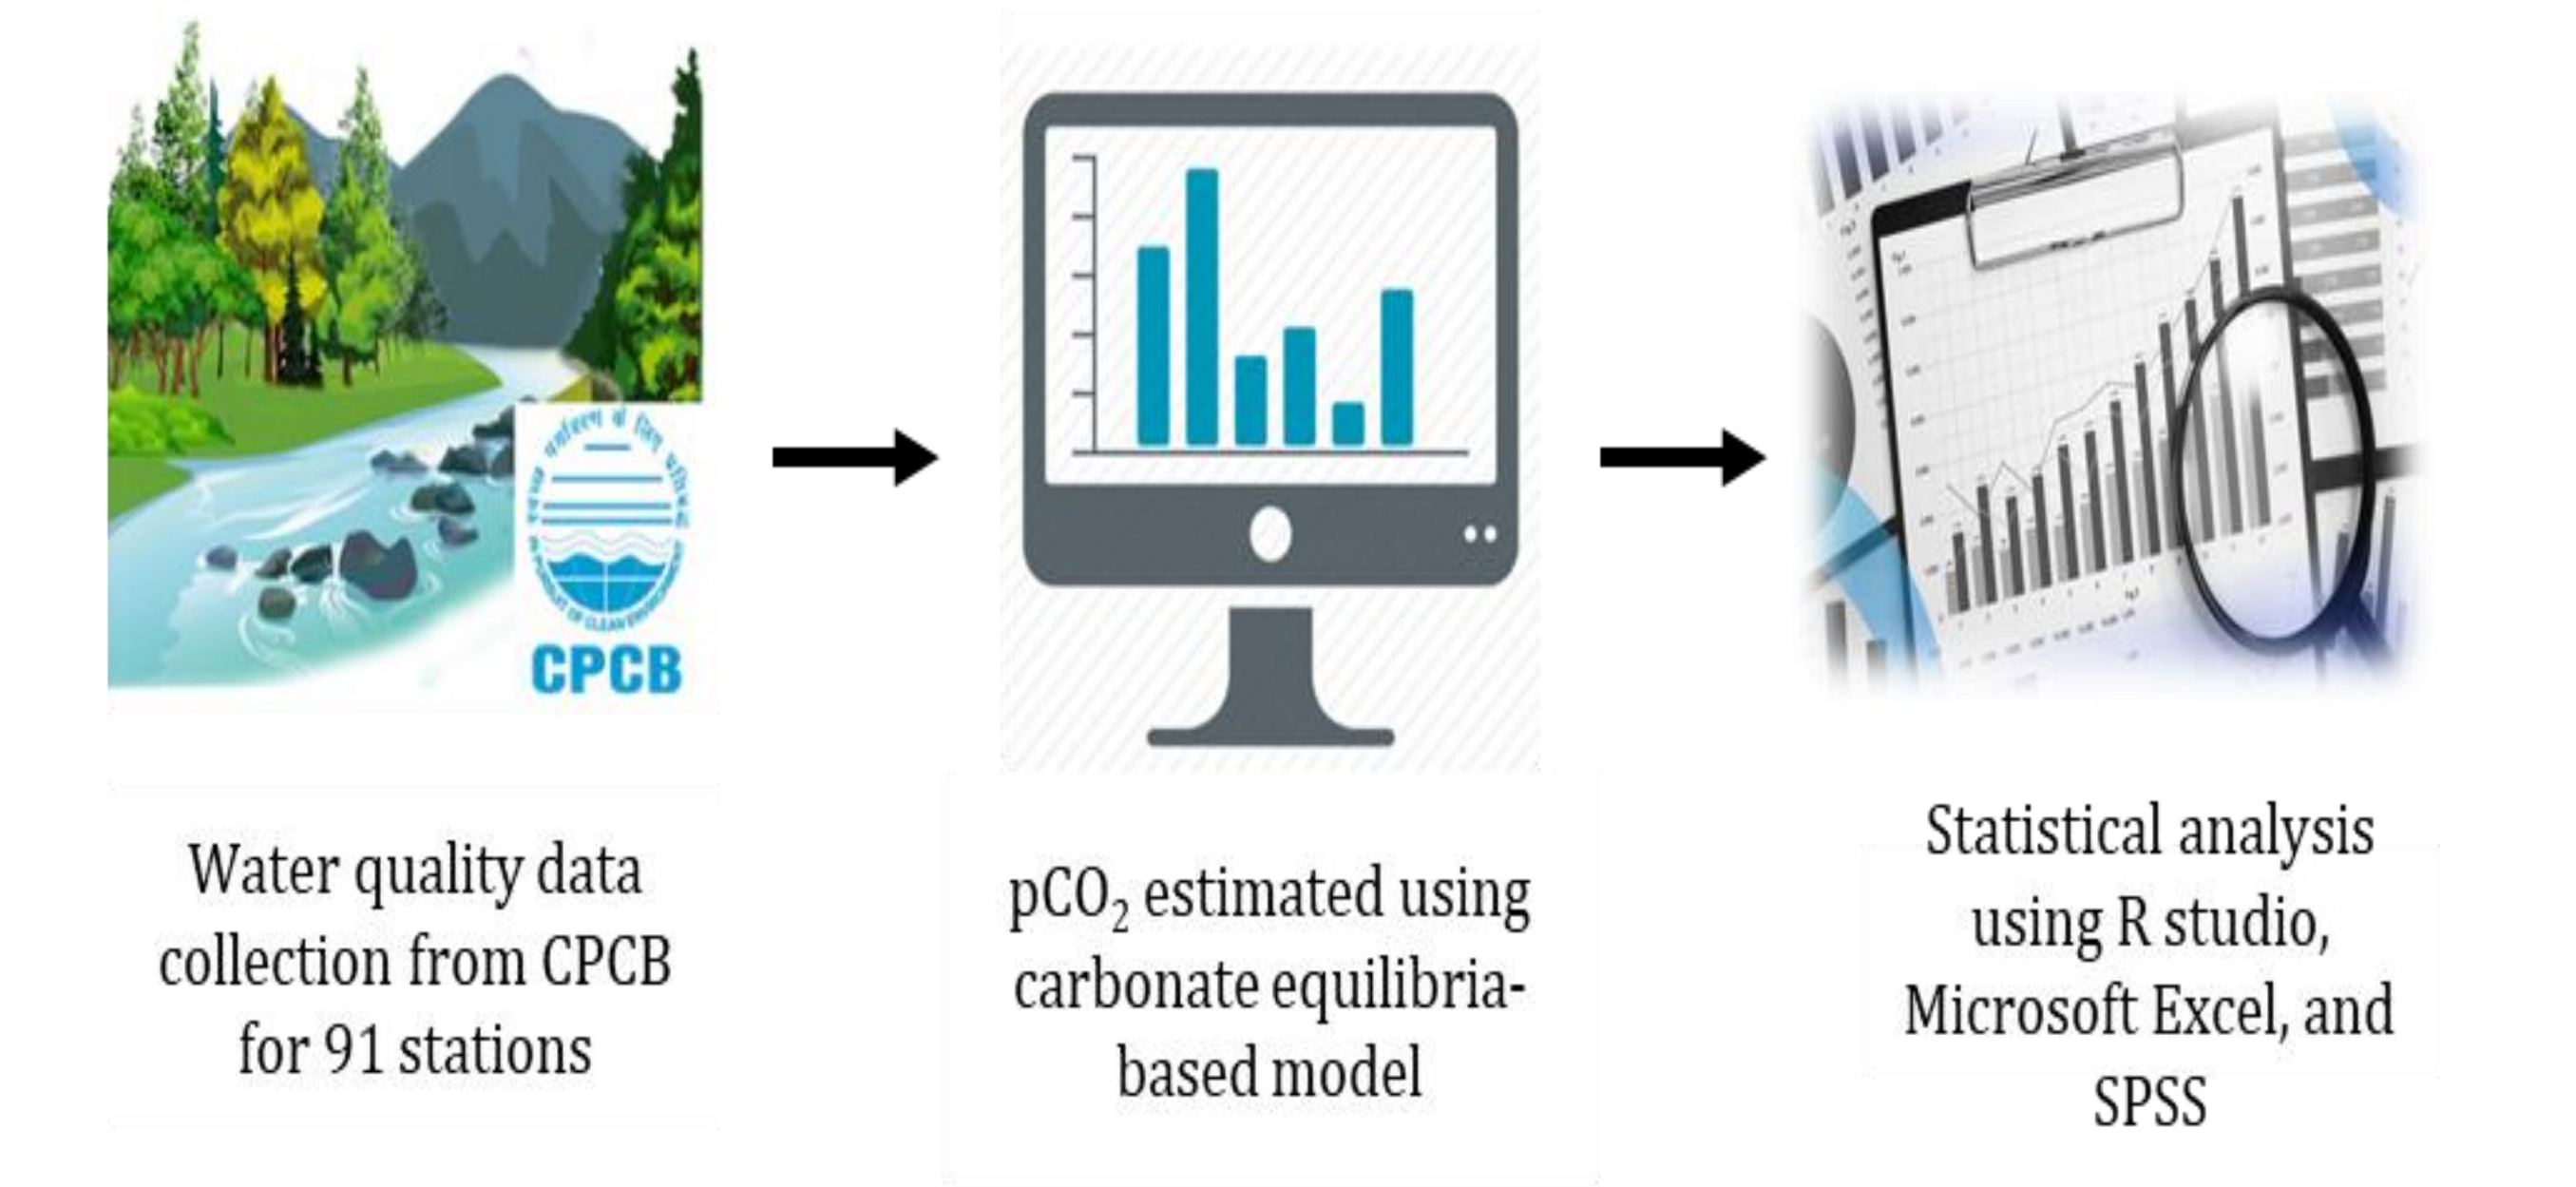 CPCB
Water quality data
collection from CPCB
for 91 stations
pCO₂ estimated using
carbonate equilibria-
based model
Statistical analysis
using R studio,
Microsoft Excel, and
SPSS